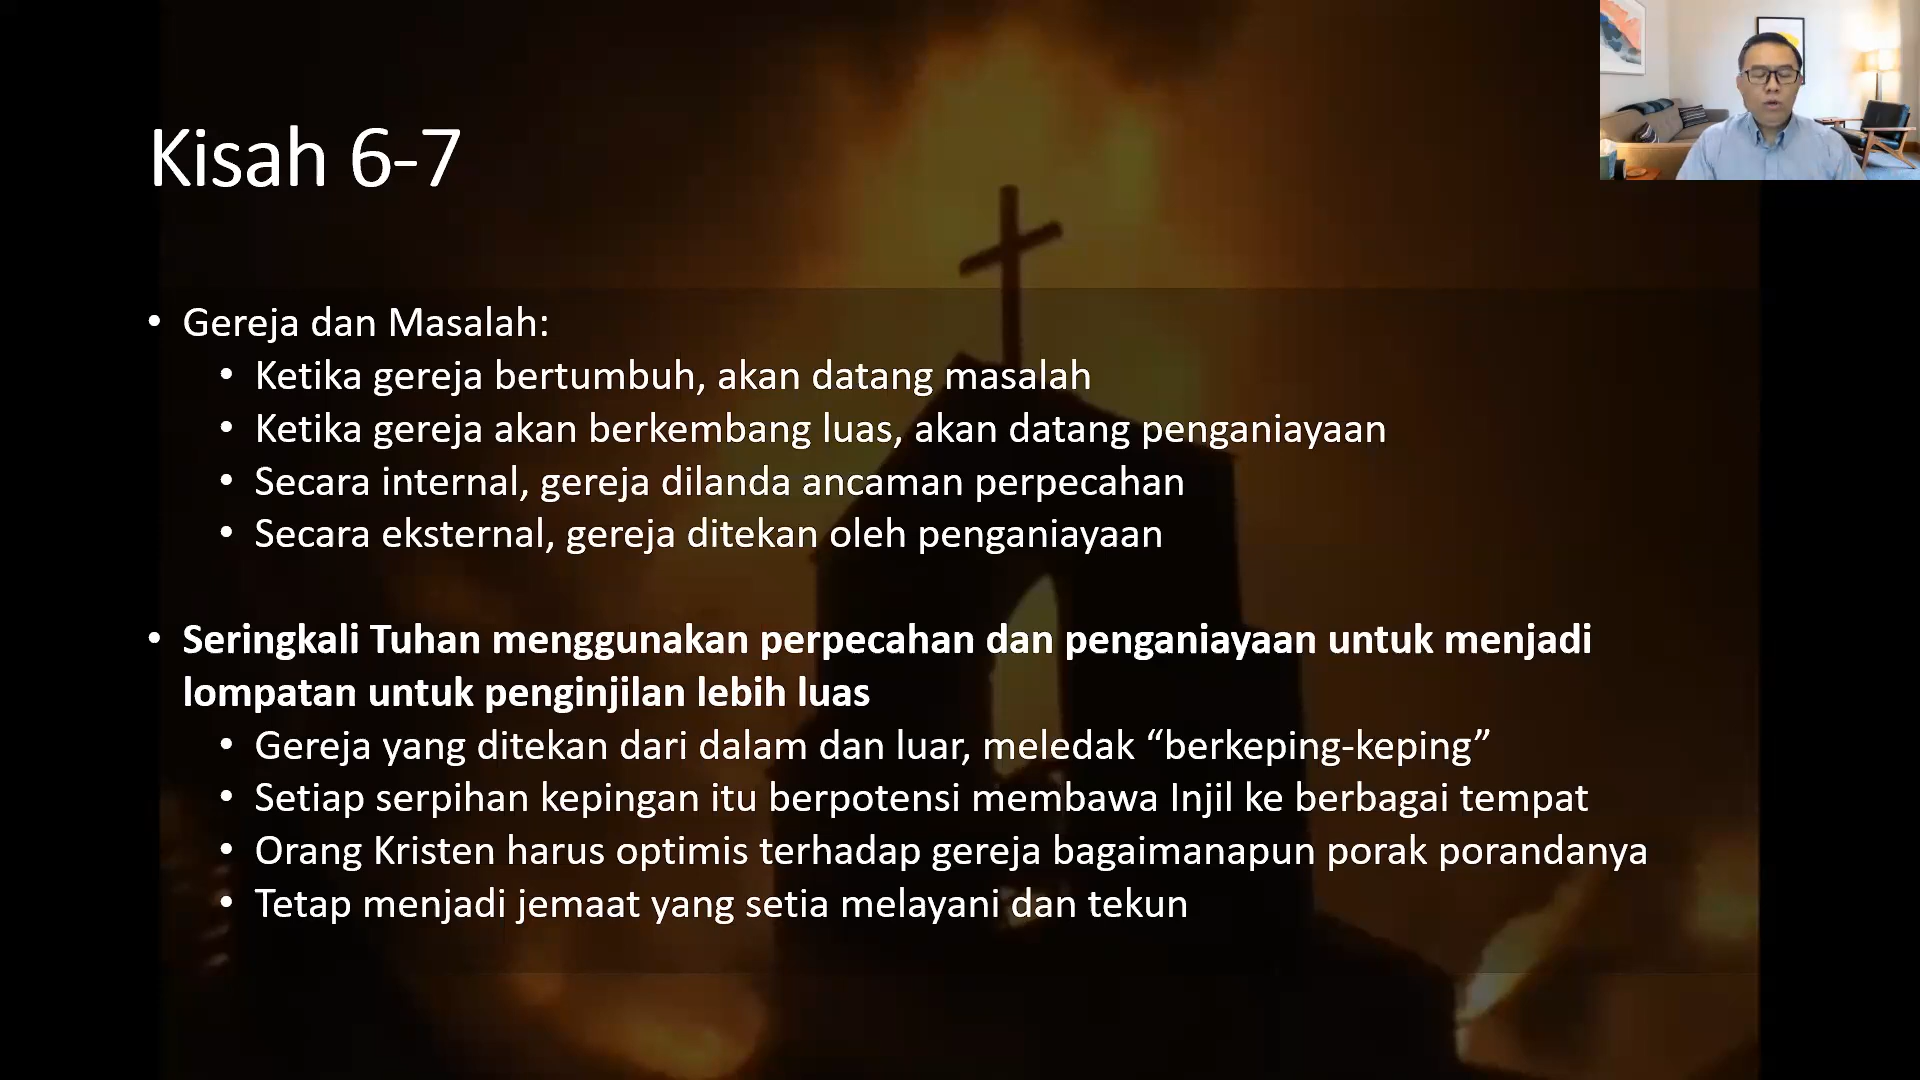 Kisah 6-7
• Gereja dan Masalah:
• Ketika gereja bertumbuh, akan datang masalah
• Ketika gereja akan berkembang luas, akan datang penganiayaan
• Secara internal, gereja dilanda ancaman perpecahan
• Secara eksternal, gereja ditekan oleh penganiayaan
• Seringkali Tuhan menggunakan perpecahan dan penganiayaan untuk menjadi
lompatan untuk penginjilan lebih luas
• Gereja yang ditekan dari dalam dan luar, meledak “berkeping-keping”
• Setiap serpihan kepingan itu berpotensi membawa Injil ke berbagai tempat
• Orang Kristen harus optimis terhadap gereja bagaimanapun porak porandanya
• Tetap menjadi jemaat yang setia melayani dan tekun